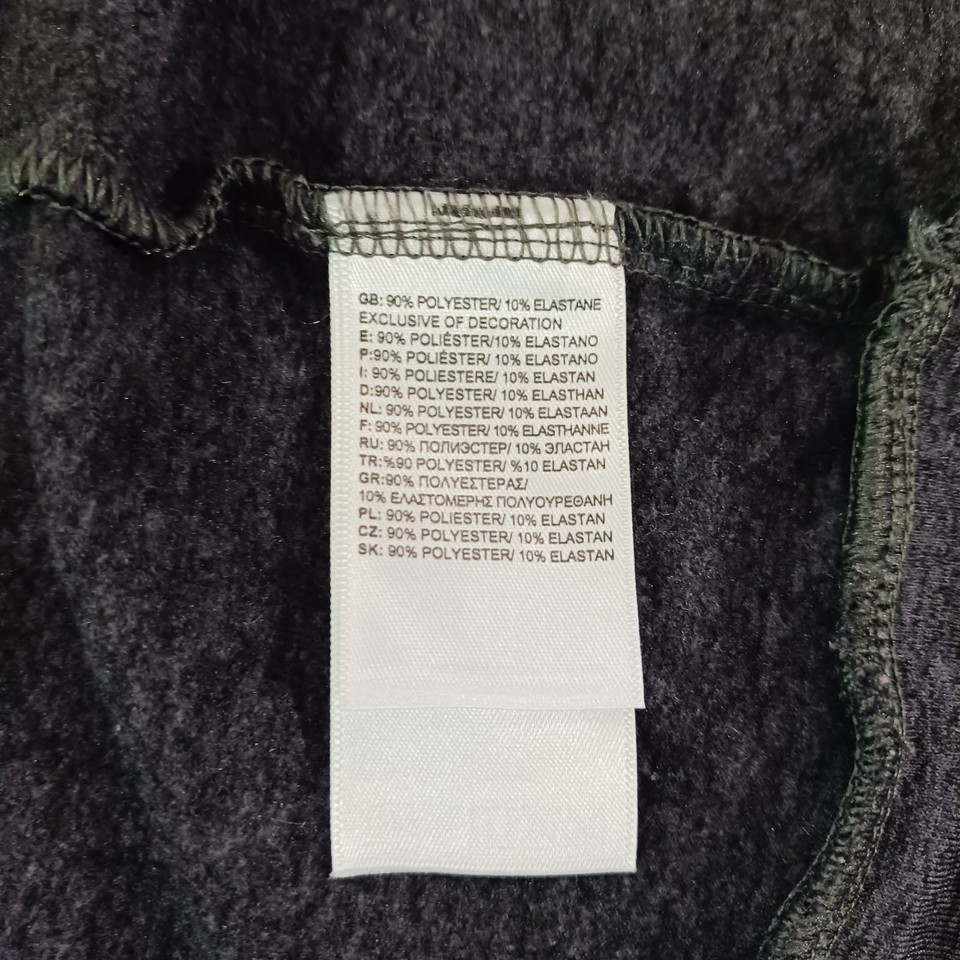 GB: 90% POLYESTER/ 10% ELASTANE
EXCLUSIVE OF DECORATION
E: 90% POLIÉSTER/10% ELASTANO
P:90% POLIÉSTER/ 10% ELASTANO
I: 90% POLIESTERE/ 10% ELASTAN
D:90% POLYESTER/ 10% ELASTHAN
NL: 90% POLYESTER/ 10% ELASTAAN
F: 90% POLYESTER/ 10% ELASTHANNE
RU: 90% ПОЛИЭСТЕР/ 10% ЭЛАСТАН
TR:%90 POLYESTER/ %10 ELASTAN
GR:90% ΠΟΛΥΕΣΤΕΡΑΣ/
10% ΕΛΑΣΤΟΜΕΡΗΣ ΠΟΛΥΟΥΡΕΘΑΝΗ
PL: 90% POLIESTER/ 10% ELASTAN
CZ: 90% POLYESTER/ 10% ELASTAN
SK: 90% POLYESTER/ 10% ELASTAN